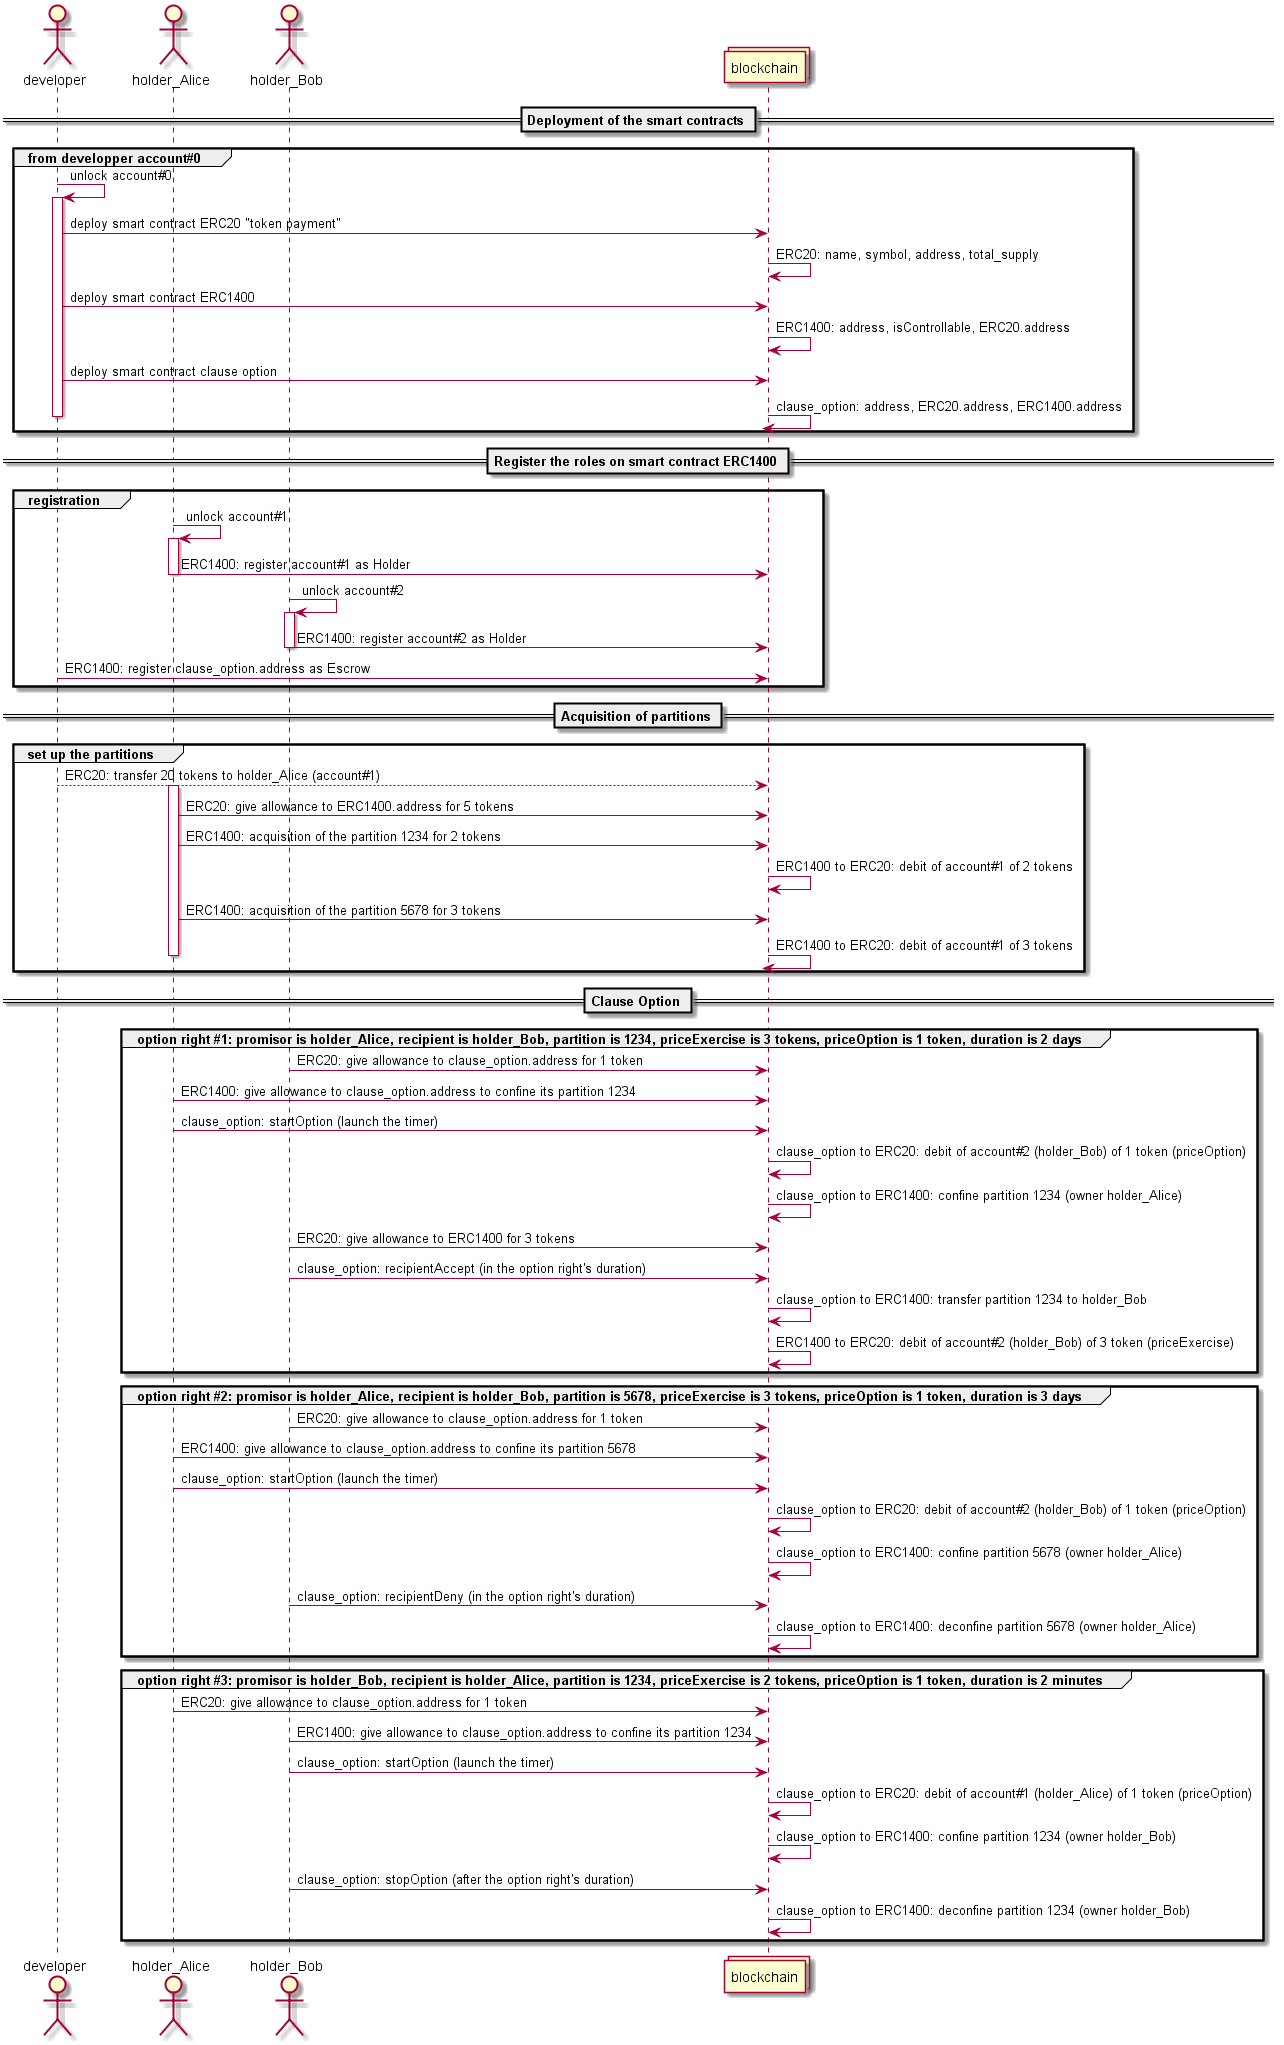 developer
holder_Alice
holder_Bob
blockchain
Deployment of the smart contracts
from developper account#0
unlock account#0
deploy smart contract ERC20 "token payment"
ERC20: name, symbol, address, total_supply
deploy smart contract ERC1400
ERC1400: address, isControllable, ERC20.address
deploy smart contract clause option
clause_option: address, ERC20.address, ERC1400.address
Register the roles on smart contract ERC1400
registration
unlock account#1
ERC1400: register account#1 as Holder
unlock account#2
ERC1400: register account#2 as Holder
ERC1400: register clause_option.address as Escrow
Acquisition of partitions
set up the partitions
ERC20: transfer 20 tokens to holder_Alice (account#1)
ERC20: give allowance to ERC1400.address for 5 tokens
ERC1400: acquisition of the partition 1234 for 2 tokens
ERC1400 to ERC20: debit of account#1 of 2 tokens
ERC1400: acquisition of the partition 5678 for 3 tokens
ERC1400 to ERC20: debit of account#1 of 3 tokens
Clause Option
option right #1: promisor is holder_Alice, recipient is holder_Bob, partition is 1234, priceExercise is 3 tokens, priceOption is 1 token, duration is 2 days
ERC20: give allowance to clause_option.address for 1 token
ERC1400: give allowance to clause_option.address to confine its partition 1234
clause_option: startOption (launch the timer)
clause_option to ERC20: debit of account#2 (holder_Bob) of 1 token (priceOption)
clause_option to ERC1400: confine partition 1234 (owner holder_Alice)
ERC20: give allowance to ERC1400 for 3 tokens
clause_option: recipientAccept (in the option right's duration)
clause_option to ERC1400: transfer partition 1234 to holder_Bob
ERC1400 to ERC20: debit of account#2 (holder_Bob) of 3 token (priceExercise)
option right #2: promisor is holder_Alice, recipient is holder_Bob, partition is 5678, priceExercise is 3 tokens, priceOption is 1 token, duration is 3 days
ERC20: give allowance to clause_option.address for 1 token
ERC1400: give allowance to clause_option.address to confine its partition 5678
clause_option: startOption (launch the timer)
clause_option to ERC20: debit of account#2 (holder_Bob) of 1 token (priceOption)
clause_option to ERC1400: confine partition 5678 (owner holder_Alice)
clause_option: recipientDeny (in the option right's duration)
clause_option to ERC1400: deconfine partition 5678 (owner holder_Alice)
option right #3: promisor is holder_Bob, recipient is holder_Alice, partition is 1234, priceExercise is 2 tokens, priceOption is 1 token, duration is 2 minutes
ERC20: give allowance to clause_option.address for 1 token
ERC1400: give allowance to clause_option.address to confine its partition 1234
clause_option: startOption (launch the timer)
clause_option to ERC20: debit of account#1 (holder_Alice) of 1 token (priceOption)
clause_option to ERC1400: confine partition 1234 (owner holder_Bob)
clause_option: stopOption (after the option right's duration)
clause_option to ERC1400: deconfine partition 1234 (owner holder_Bob)
developer
holder_Alice
holder_Bob
blockchain